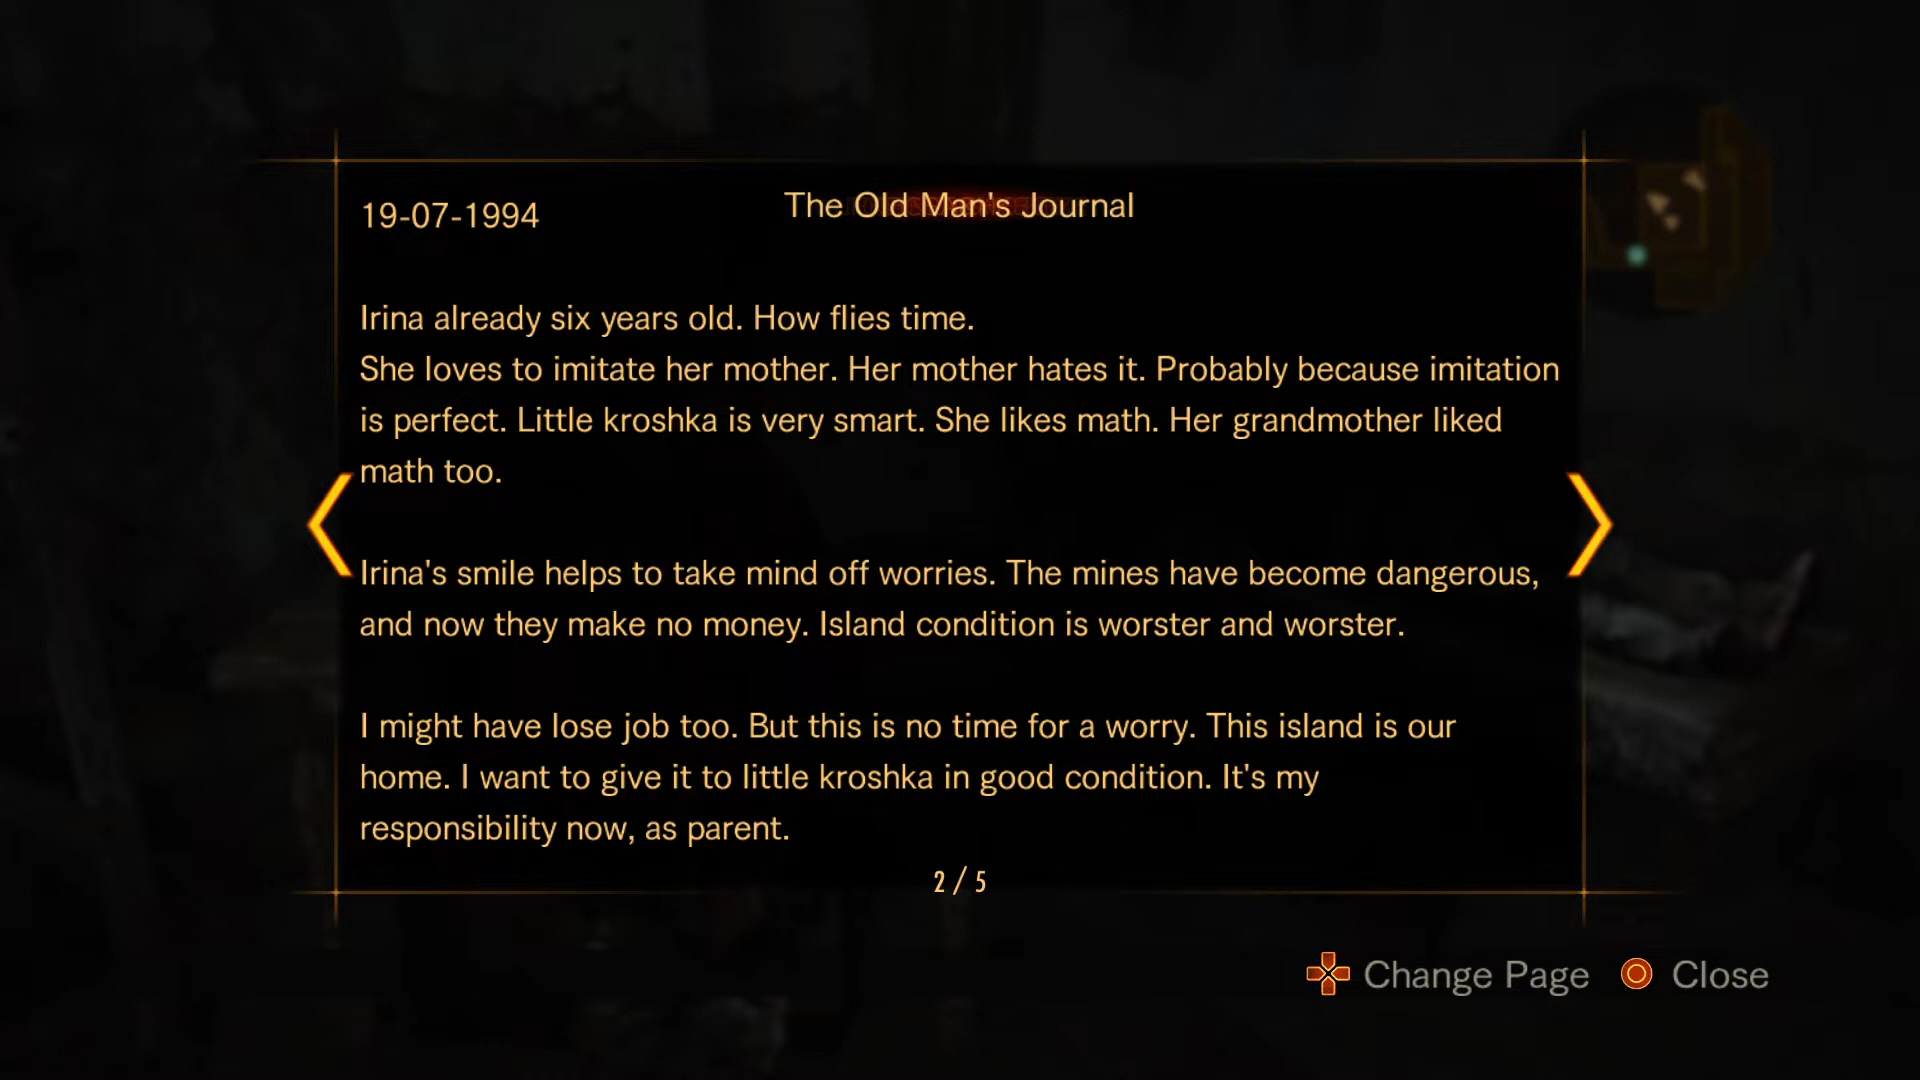 The Old Man's Journal
19-07-1994
Irina already six years old. How flies time.
She loves to imitate her mother. Her mother hates it. Probably because imitation
is perfect. Little kroshka is very smart. She likes math. Her grandmother liked
math too.
Irina's smile helps to take mind off worries. The mines have become dangerous,
and now they make no money. Island condition is worster and worster.
I might have lose job too. But this is no time for a worry. This island is our
home. I want to give it to little kroshka in good condition. It's my
responsibility now, as parent.
2 / 5
Change Page
Close